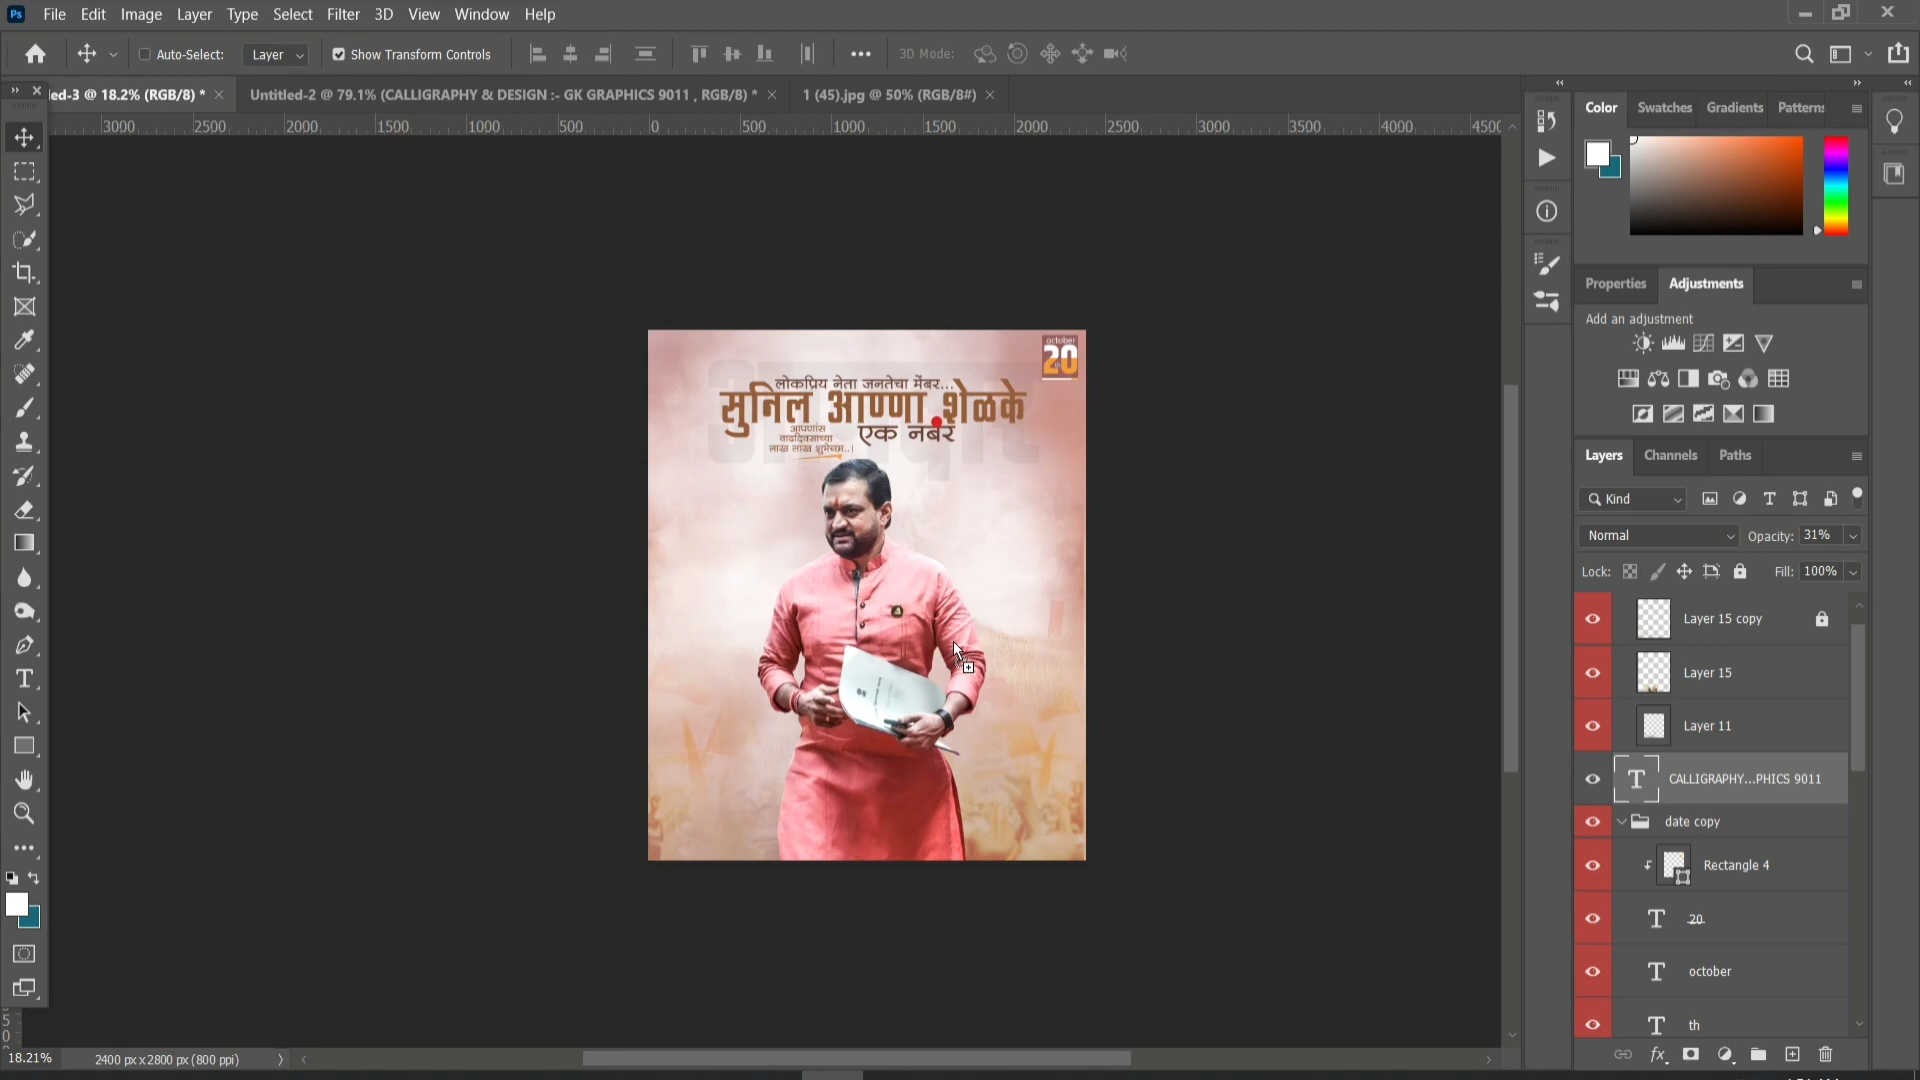 File Edit Image Layer Type Select Filter 3D View Window Help
Auto-Select: Layer Show Transform Controls 3D Mode:
ed-3 @ 18.2% (RGB/8) * Untitled-2 @ 79.1% (CALLIGRAPHY & DESIGN :- GK GRAPHICS 9011 , RGB/8) * 1 (45).jpg @ 50% (RGB/8#)
3000 2500 2000 1500 1000 500 0 500 1000 1500 2000 2500 3000 3500 4000 4500
october
20
लोकप्रिय नेता जनतेचा मेंबर...
सुनिल आण्णा शेळके
एक नंबर
आपणांस
वाढदिवसाच्या
लाख लाख शुभेच्छा..!
Color Swatches Gradients Patterns
Properties Adjustments
Add an adjustment
Layers Channels Paths
Kind
Normal Opacity: 31%
Lock: Fill: 100%
Layer 15 copy
Layer 15
Layer 11
CALLIGRAPHY...PHICS 9011
date copy
Rectangle 4
20
october
th
5
0
18.21% 2400 px x 2800 px (800 ppi)